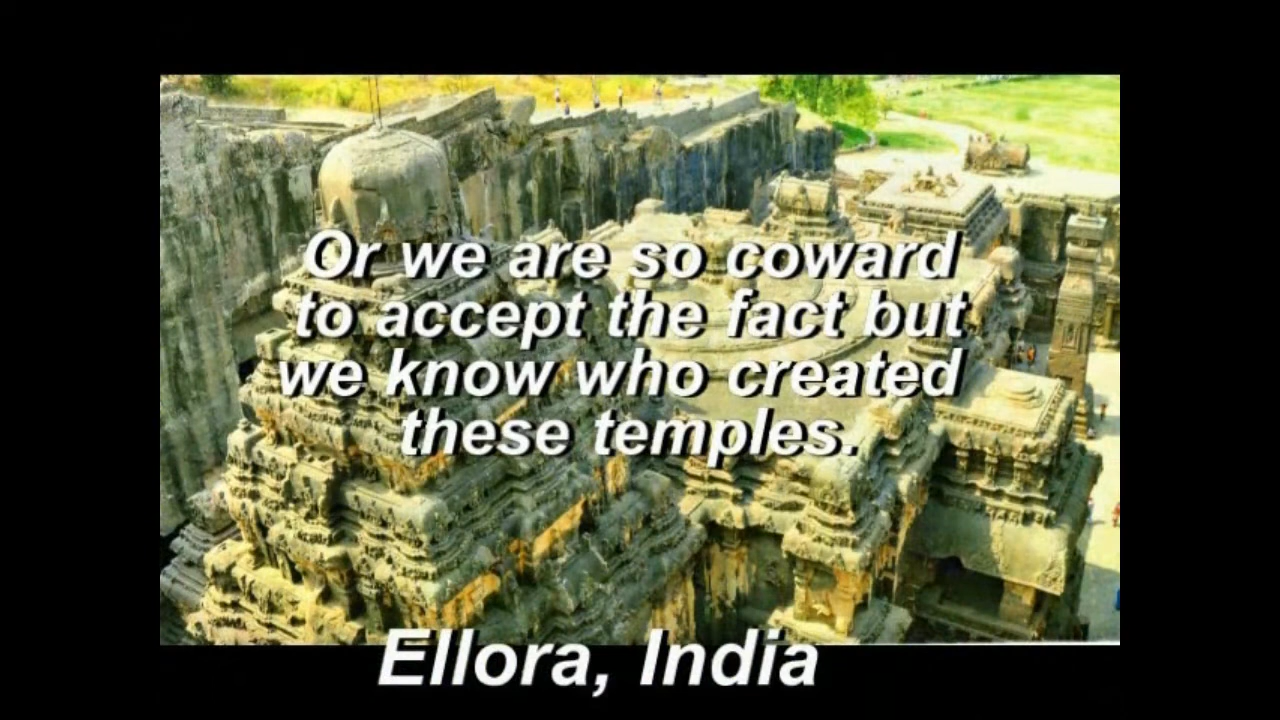 Or we are so coward
to accept the fact but
we know who created
these temples.
Ellora, India